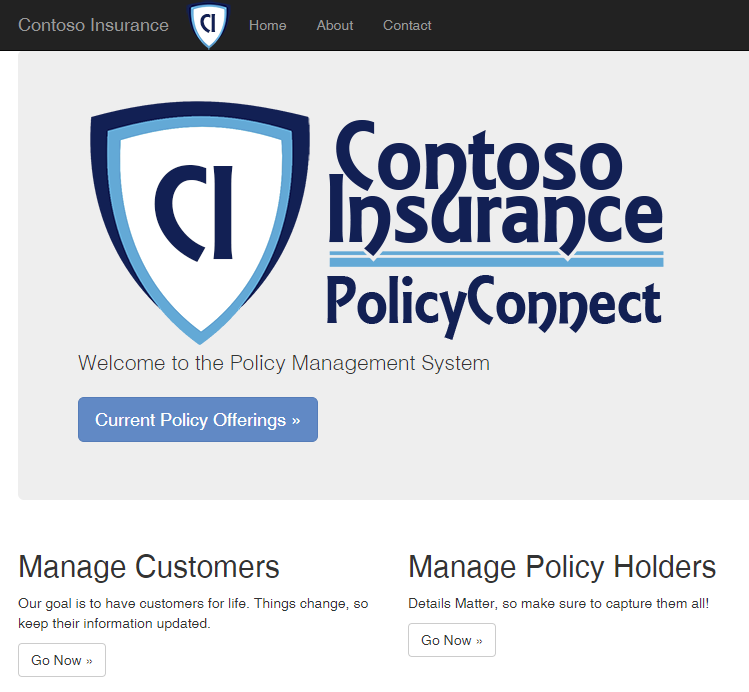 Contoso Insurance CI Home About Contact
CI
Contoso
Insurance
PolicyConnect
Welcome to the Policy Management System
Current Policy Offerings »
Manage Customers
Our goal is to have customers for life. Things change, so
keep their information updated.
Go Now »
Manage Policy Holders
Details Matter, so make sure to capture them all!
Go Now »